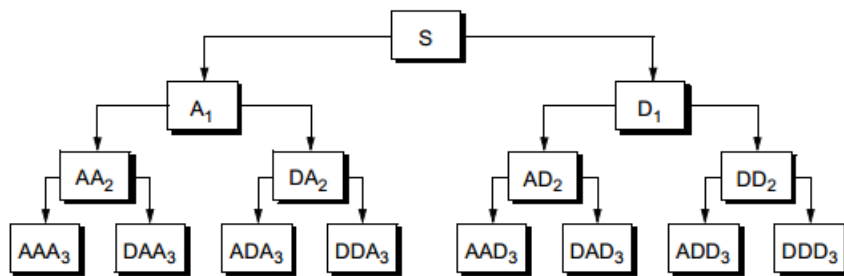 S
A₁ D₁
AA₂ DA₂ AD₂ DD₂
AAA₃ DAA₃ ADA₃ DDA₃ AAD₃ DAD₃ ADD₃ DDD₃